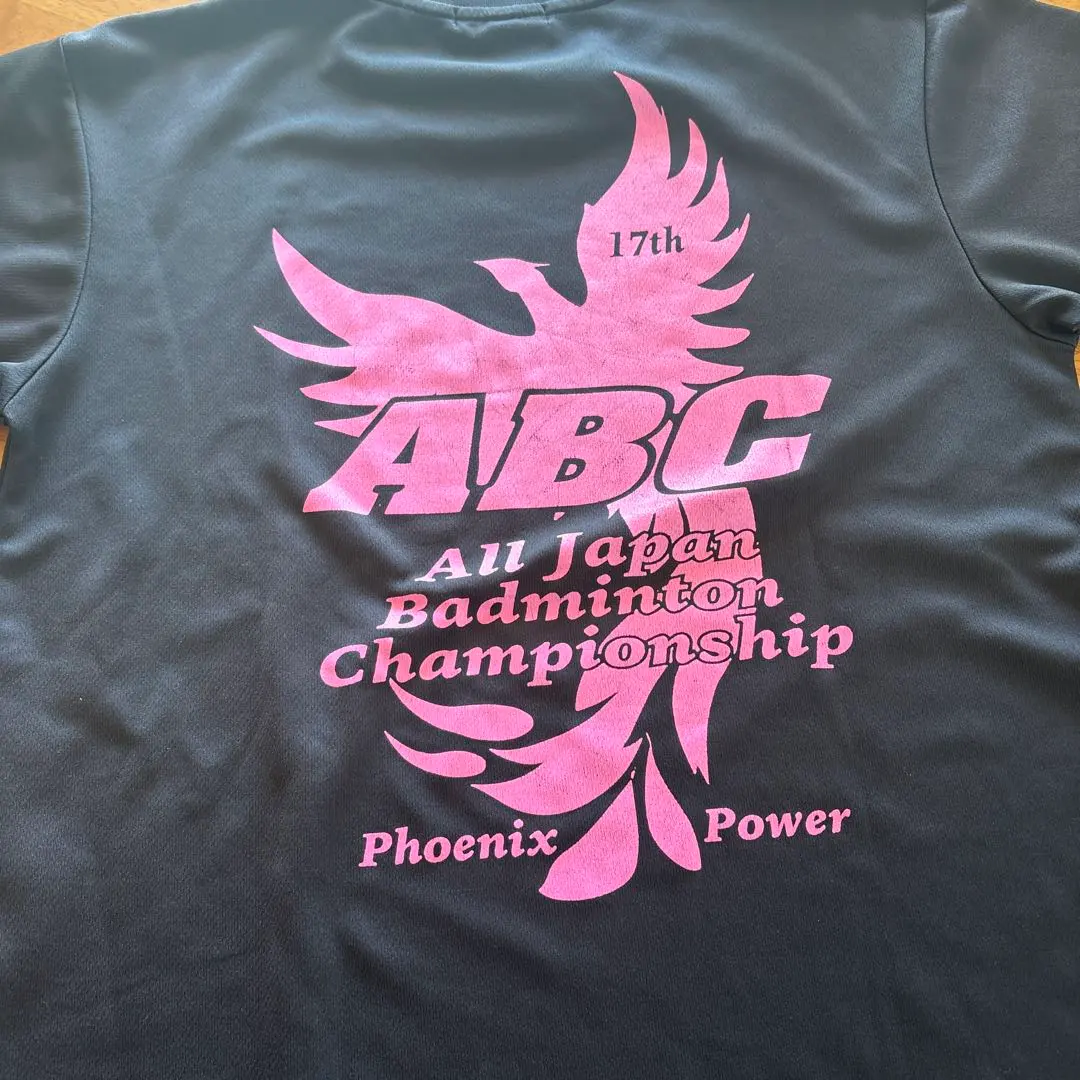 17th
ABC
All Japan
Badminton
Championship
Phoenix Power